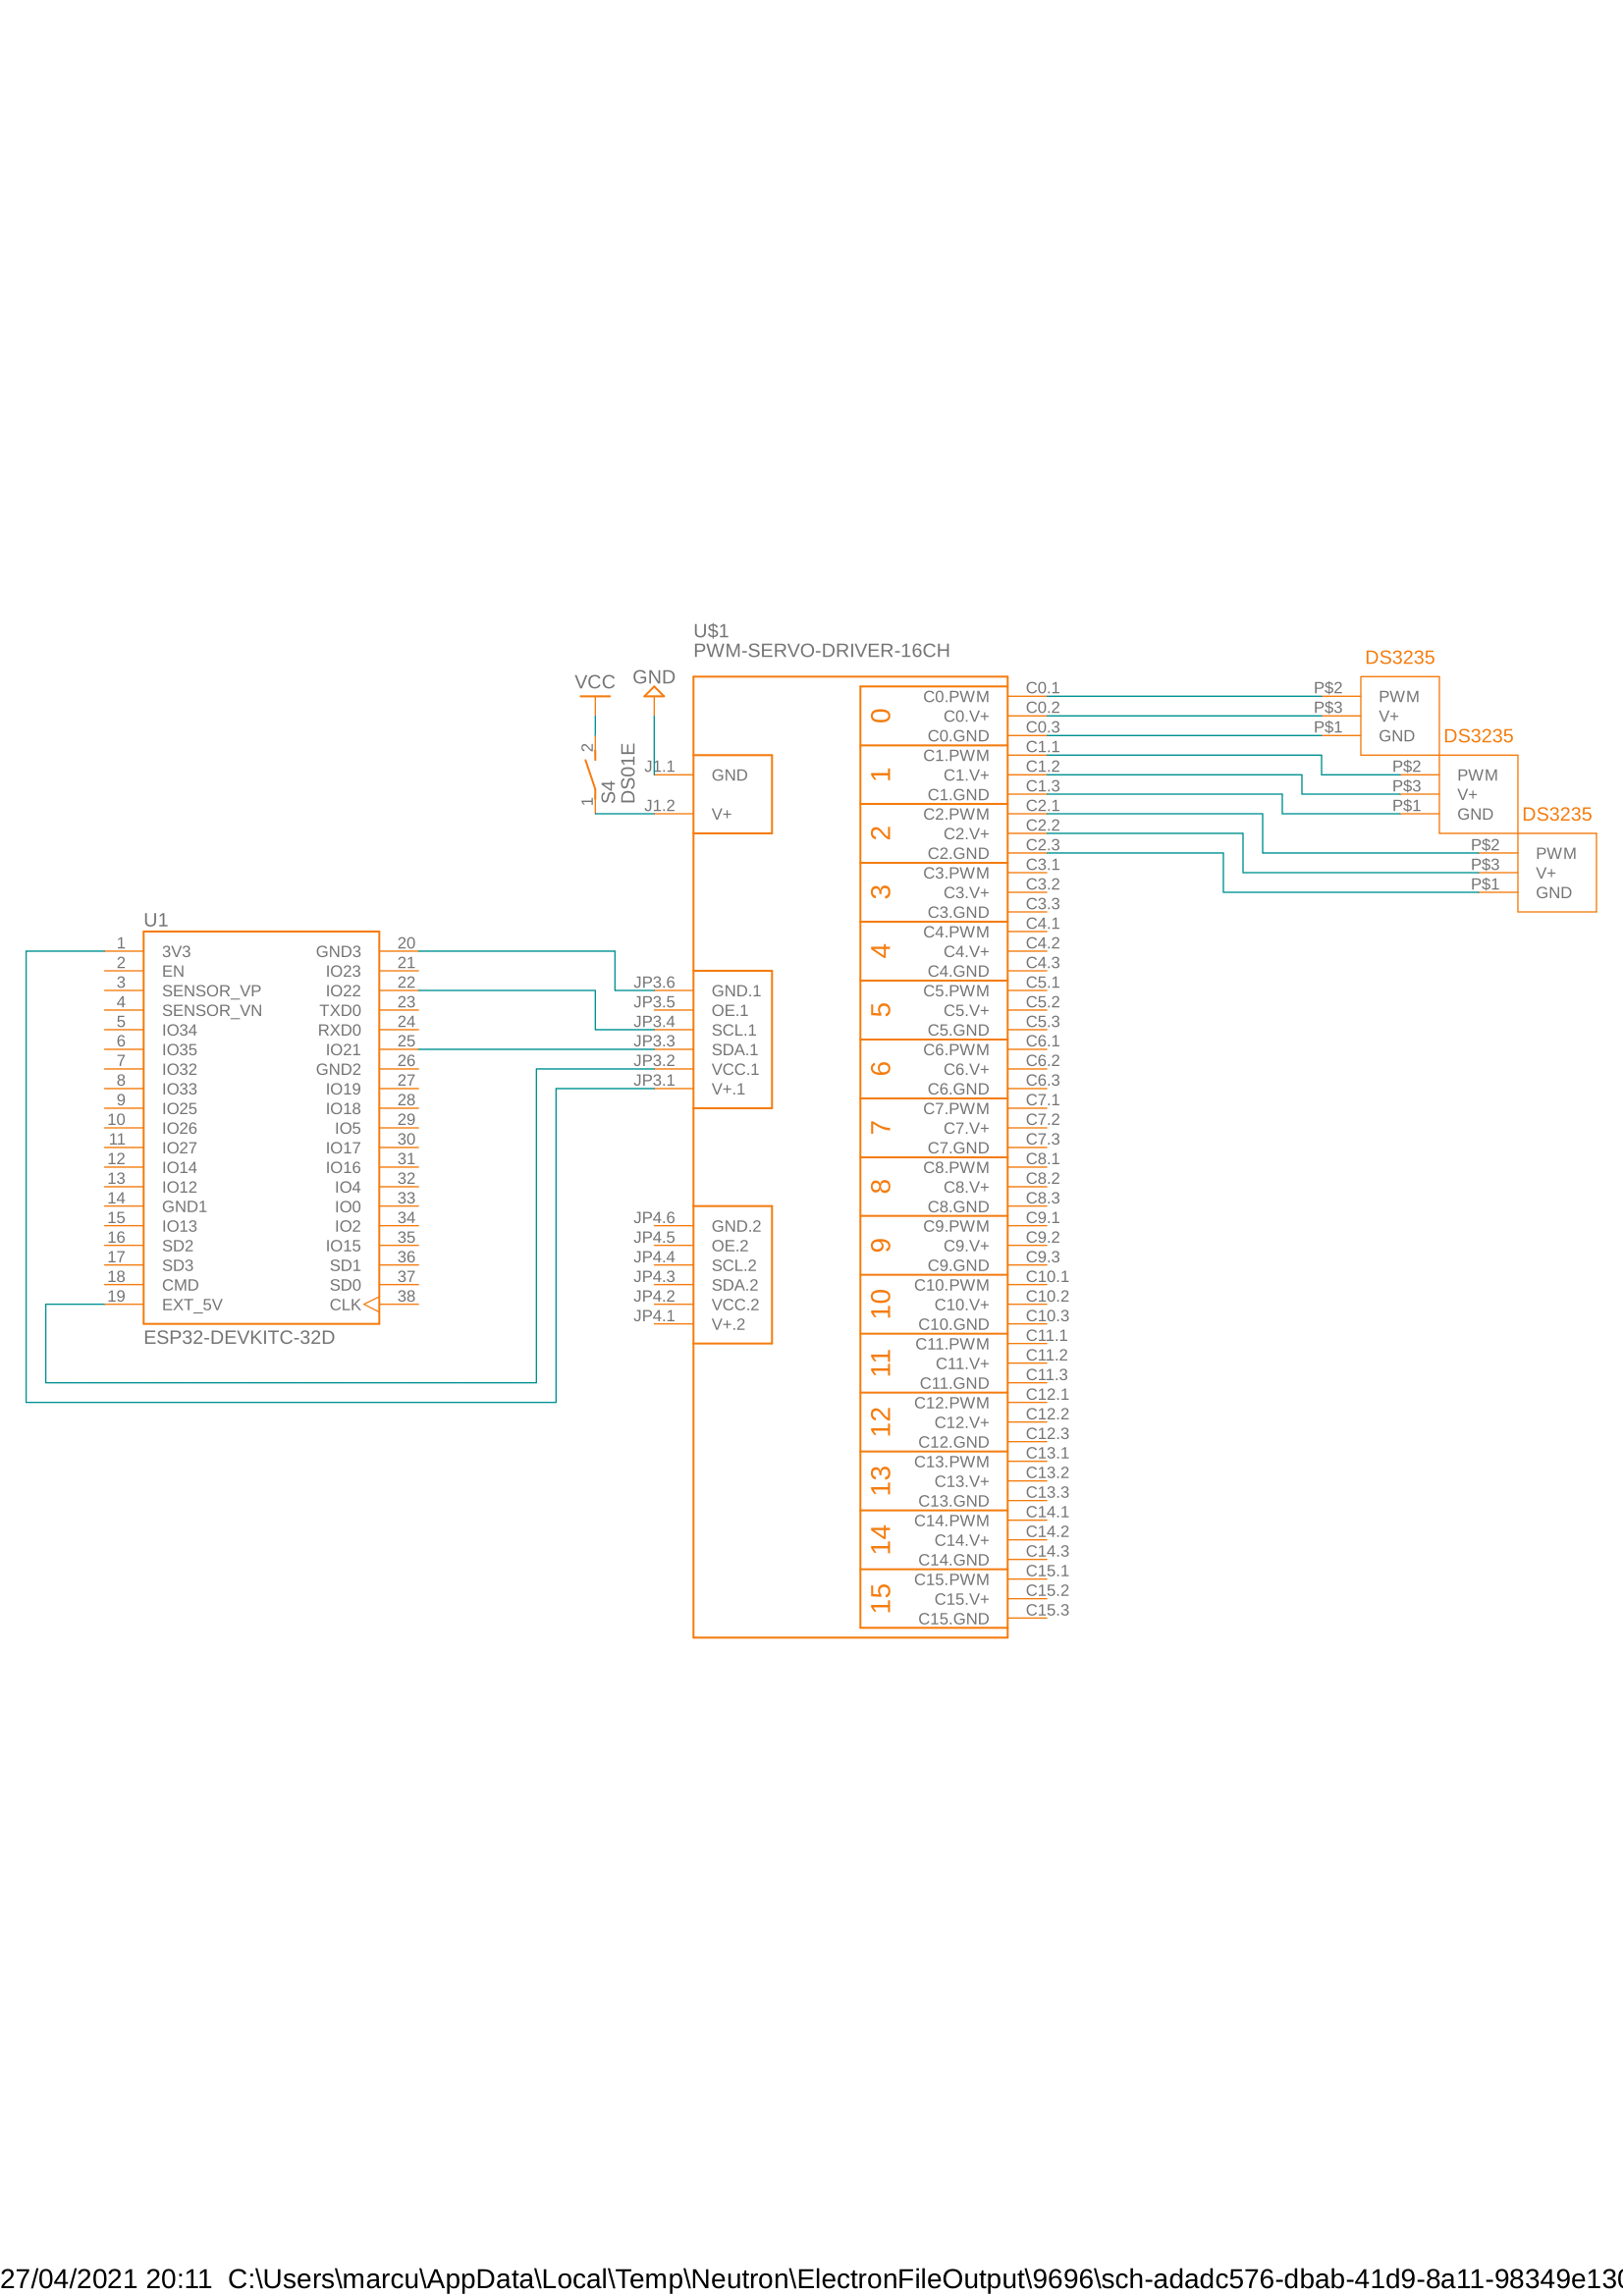 U$1
PWM-SERVO-DRIVER-16CH
VCC
GND
2
1
S4
DS01E
J1.1
J1.2
GND
V+
0
C0.PWM C0.1
C0.V+ C0.2
C0.GND C0.3
1
C1.PWM C1.1
C1.V+ C1.2
C1.GND C1.3
2
C2.PWM C2.1
C2.V+ C2.2
C2.GND C2.3
3
C3.PWM C3.1
C3.V+ C3.2
C3.GND C3.3
4
C4.PWM C4.1
C4.V+ C4.2
C4.GND C4.3
5
C5.PWM C5.1
C5.V+ C5.2
C5.GND C5.3
6
C6.PWM C6.1
C6.V+ C6.2
C6.GND C6.3
7
C7.PWM C7.1
C7.V+ C7.2
C7.GND C7.3
8
C8.PWM C8.1
C8.V+ C8.2
C8.GND C8.3
9
C9.PWM C9.1
C9.V+ C9.2
C9.GND C9.3
10
C10.PWM C10.1
C10.V+ C10.2
C10.GND C10.3
11
C11.PWM C11.1
C11.V+ C11.2
C11.GND C11.3
12
C12.PWM C12.1
C12.V+ C12.2
C12.GND C12.3
13
C13.PWM C13.1
C13.V+ C13.2
C13.GND C13.3
14
C14.PWM C14.1
C14.V+ C14.2
C14.GND C14.3
15
C15.PWM C15.1
C15.V+ C15.2
C15.GND C15.3
DS3235
P$2 PWM
P$3 V+
P$1 GND
DS3235
P$2 PWM
P$3 V+
P$1 GND
DS3235
P$2 PWM
P$3 V+
P$1 GND
U1
1 3V3 GND3 20
2 EN IO23 21
3 SENSOR_VP IO22 22
4 SENSOR_VN TXD0 23
5 IO34 RXD0 24
6 IO35 IO21 25
7 IO32 GND2 26
8 IO33 IO19 27
9 IO25 IO18 28
10 IO26 IO5 29
11 IO27 IO17 30
12 IO14 IO16 31
13 IO12 IO4 32
14 GND1 IO0 33
15 IO13 IO2 34
16 SD2 IO15 35
17 SD3 SD1 36
18 CMD SD0 37
19 EXT_5V CLK 38
ESP32-DEVKITC-32D
JP3.6 GND.1
JP3.5 OE.1
JP3.4 SCL.1
JP3.3 SDA.1
JP3.2 VCC.1
JP3.1 V+.1
JP4.6 GND.2
JP4.5 OE.2
JP4.4 SCL.2
JP4.3 SDA.2
JP4.2 VCC.2
JP4.1 V+.2
27/04/2021 20:11 C:\Users\marcu\AppData\Local\Temp\Neutron\ElectronFileOutput\9696\sch-adadc576-dbab-41d9-8a11-98349e13